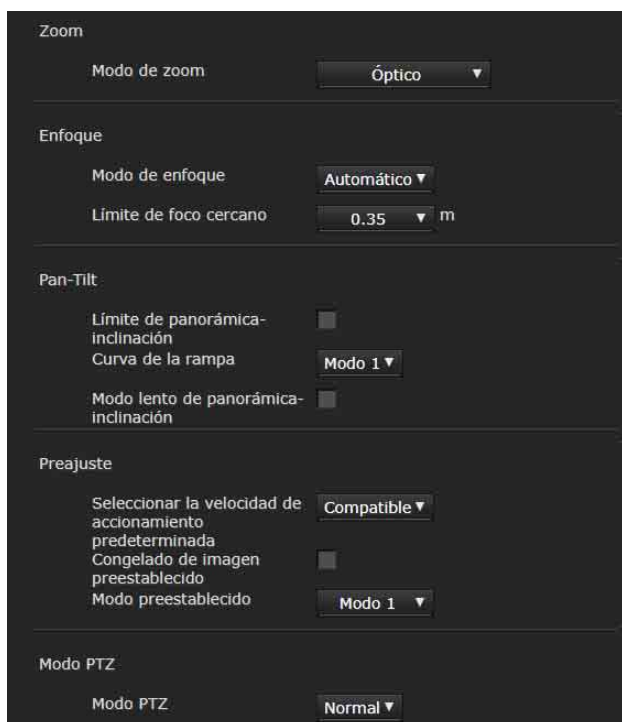 Zoom
Modo de zoom Óptico ▼
Enfoque
Modo de enfoque Automático ▼
Límite de foco cercano 0.35 ▼ m
Pan-Tilt
Límite de panorámica-
inclinación
Curva de la rampa Modo 1 ▼
Modo lento de panorámica-
inclinación
Preajuste
Seleccionar la velocidad de Compatible ▼
accionamiento
predeterminada
Congelado de imagen
preestablecido
Modo preestablecido Modo 1 ▼
Modo PTZ
Modo PTZ Normal ▼